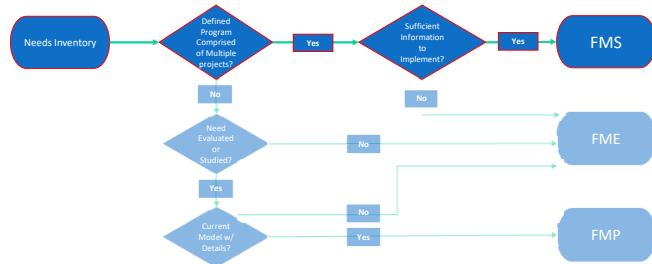 Needs Inventory
Defined
Program
Comprised
of Multiple
projects?
Yes
Sufficient
Information
to
Implement?
Yes
FMS
No
No
Need
Evaluated
or
Studied?
No
FME
Yes
No
Current
Model w/
Details?
Yes
FMP